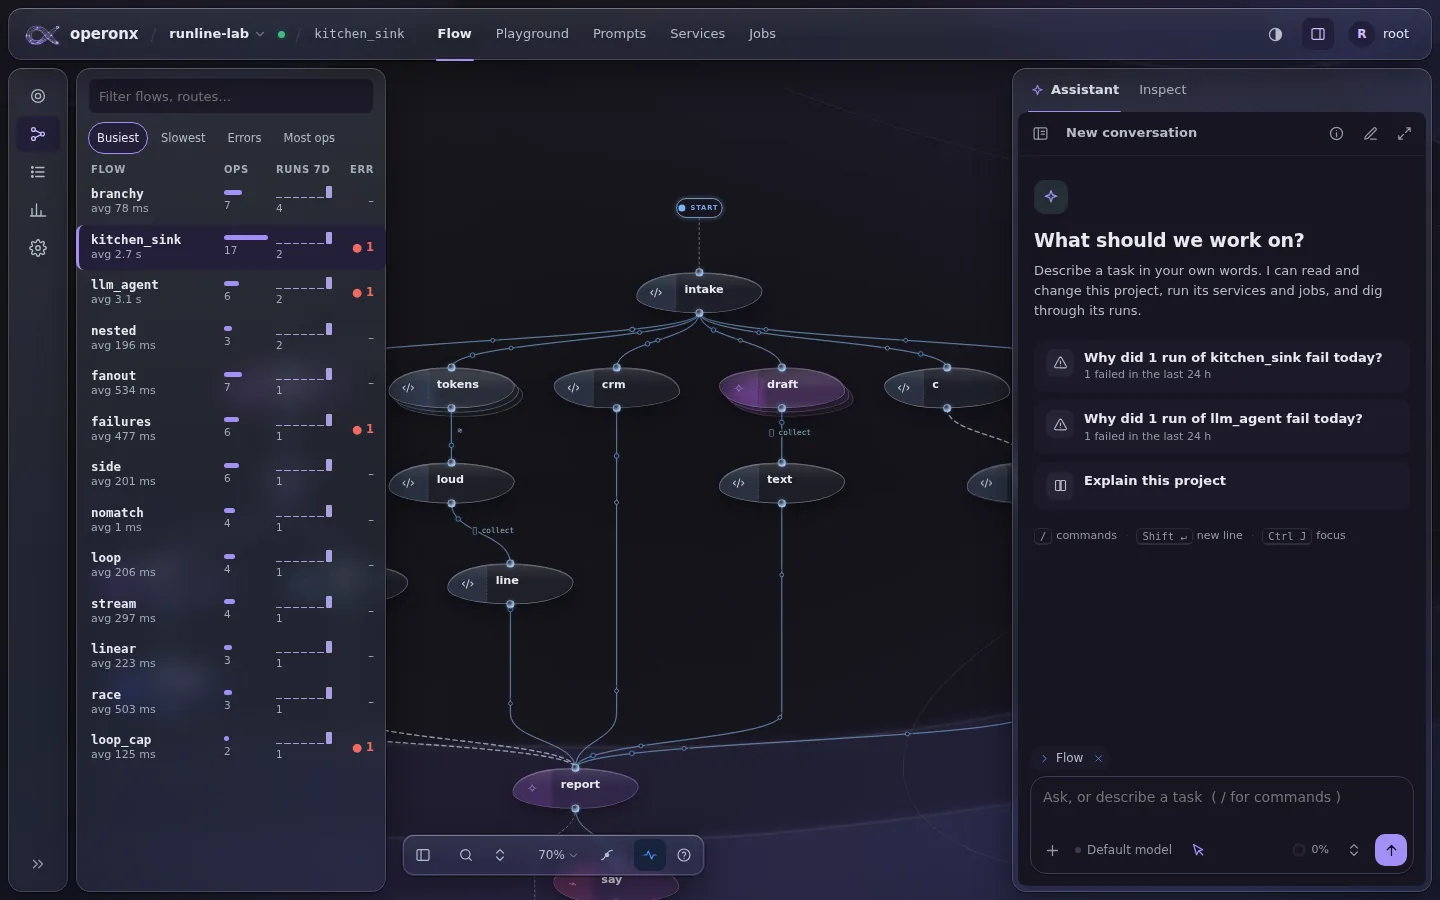 operonx / runline-lab / kitchen_sink Flow Playground Prompts Services Jobs R root
Filter flows, routes...
Busiest Slowest Errors Most ops
FLOW OPS RUNS 7D ERR
branchy
avg 78 ms 7 4 –
kitchen_sink
avg 2.7 s 17 2 1
llm_agent
avg 3.1 s 6 2 1
nested
avg 196 ms 3 2 –
fanout
avg 534 ms 7 1 –
failures
avg 477 ms 6 1 1
side
avg 201 ms 6 1 –
nomatch
avg 1 ms 4 1 –
loop
avg 206 ms 4 1 –
stream
avg 297 ms 4 1 –
linear
avg 223 ms 3 1 –
race
avg 503 ms 3 1 –
loop_cap
avg 125 ms 2 1 1
START
intake
tokens crm draft c
collect
loud text
collect
line
report
70%
say
Assistant Inspect
New conversation
What should we work on?
Describe a task in your own words. I can read and
change this project, run its services and jobs, and dig
through its runs.
Why did 1 run of kitchen_sink fail today?
1 failed in the last 24 h
Why did 1 run of llm_agent fail today?
1 failed in the last 24 h
Explain this project
/ commands · Shift ↵ new line · Ctrl J focus
Flow ×
Ask, or describe a task ( / for commands )
Default model 0%